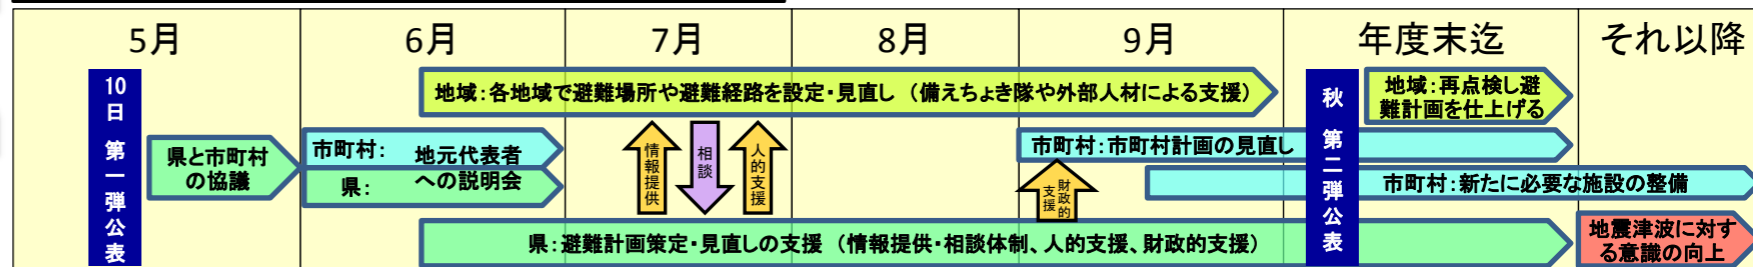 5月
6月
7月
8月
9月
年度末迄
それ以降
10日 第一弾公表
県と市町村
の協議
市町村：
県：
地元代表者
への説明会
地域：各地域で避難場所や避難経路を設定・見直し （備えちょき隊や外部人材による支援）
情報提供
相談
人的支援
市町村：市町村計画の見直し
財政的
支援
秋 第二弾公表
地域：再点検し避
難計画を仕上げる
市町村：新たに必要な施設の整備
県：避難計画策定・見直しの支援 （情報提供・相談体制、人的支援、財政的支援）
地震津波に対す
る意識の向上